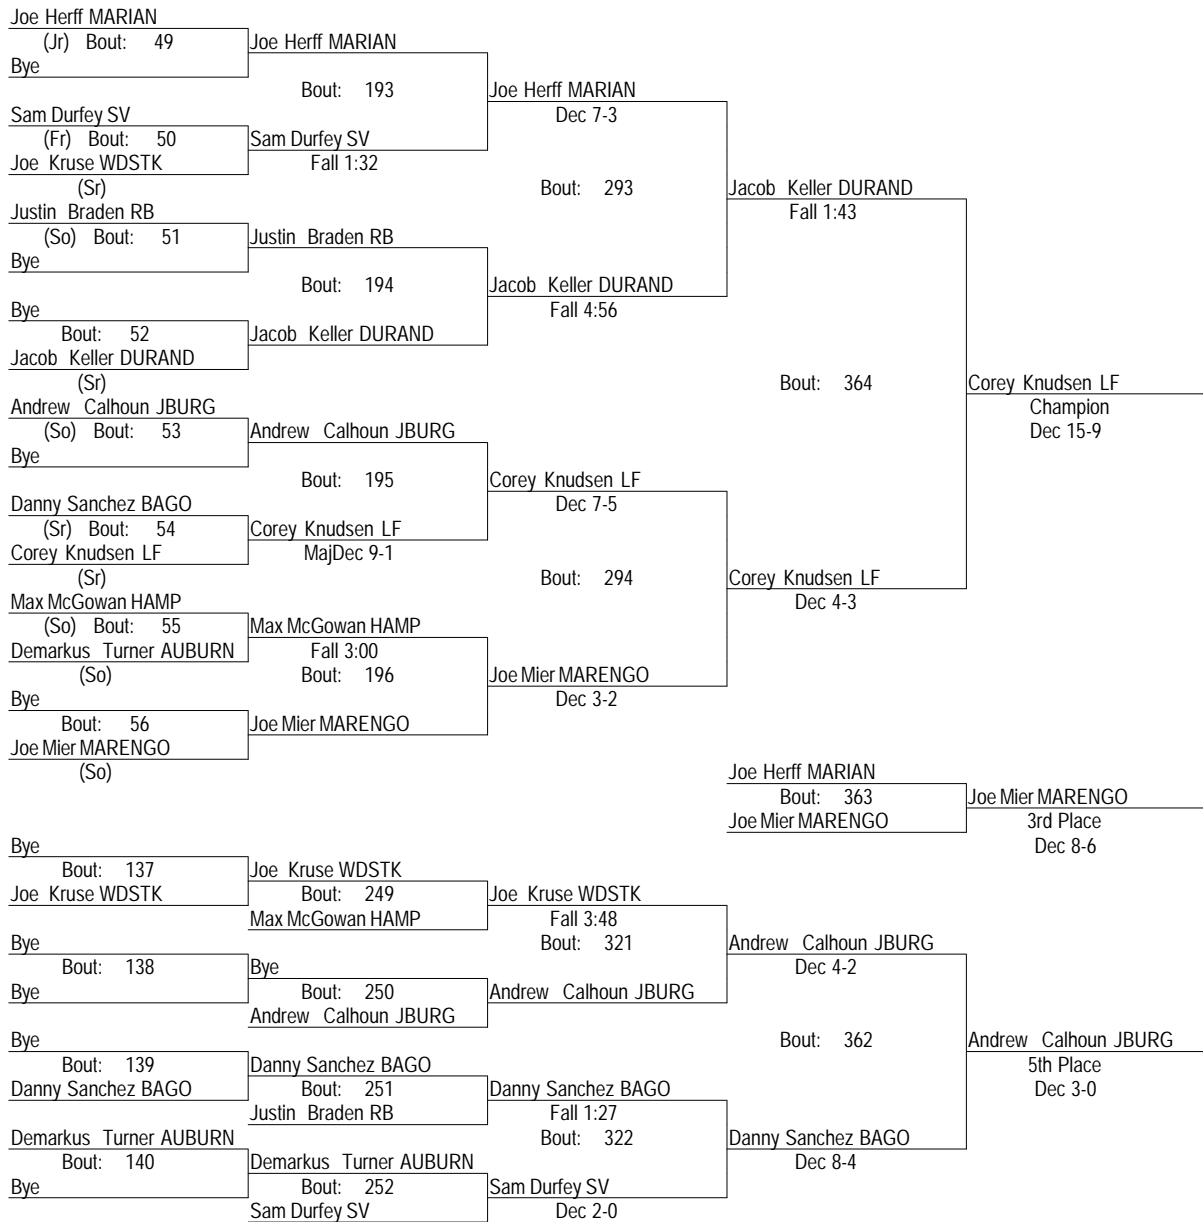 Joe Herff MARIAN
(Jr) Bout: 49 Joe Herff MARIAN
Bye
Bout: 193 Joe Herff MARIAN
Sam Durfey SV Dec 7-3
(Fr) Bout: 50 Sam Durfey SV
Joe Kruse WDSTK Fall 1:32
(Sr) Bout: 293 Jacob Keller DURAND
Justin Braden RB Fall 1:43
(So) Bout: 51 Justin Braden RB
Bye
Bout: 194 Jacob Keller DURAND
Bye Fall 4:56
Bout: 52 Jacob Keller DURAND
Jacob Keller DURAND
(Sr) Bout: 364 Corey Knudsen LF
Andrew Calhoun JBURG Champion
(So) Bout: 53 Andrew Calhoun JBURG Dec 15-9
Bye
Bout: 195 Corey Knudsen LF
Danny Sanchez BAGO Dec 7-5
(Sr) Bout: 54 Corey Knudsen LF
Corey Knudsen LF MajDec 9-1
(Sr) Bout: 294 Corey Knudsen LF
Max McGowan HAMP Dec 4-3
(So) Bout: 55 Max McGowan HAMP
Demarkus Turner AUBURN Fall 3:00
(So) Bout: 196 Joe Mier MARENGO
Bye Dec 3-2
Bout: 56 Joe Mier MARENGO
Joe Mier MARENGO
(So) Joe Herff MARIAN
Bout: 363 Joe Mier MARENGO
Joe Mier MARENGO 3rd Place
Bye Dec 8-6
Bout: 137 Joe Kruse WDSTK
Joe Kruse WDSTK Bout: 249 Joe Kruse WDSTK
Max McGowan HAMP Fall 3:48
Bye Bout: 321 Andrew Calhoun JBURG
Bout: 138 Bye Dec 4-2
Bye Bout: 250 Andrew Calhoun JBURG
Andrew Calhoun JBURG
Bye Bout: 362 Andrew Calhoun JBURG
Bout: 139 Danny Sanchez BAGO 5th Place
Danny Sanchez BAGO Bout: 251 Danny Sanchez BAGO Dec 3-0
Justin Braden RB Fall 1:27
Demarkus Turner AUBURN Bout: 322 Danny Sanchez BAGO
Bout: 140 Demarkus Turner AUBURN Dec 8-4
Bye Bout: 252 Sam Durfey SV
Sam Durfey SV Dec 2-0